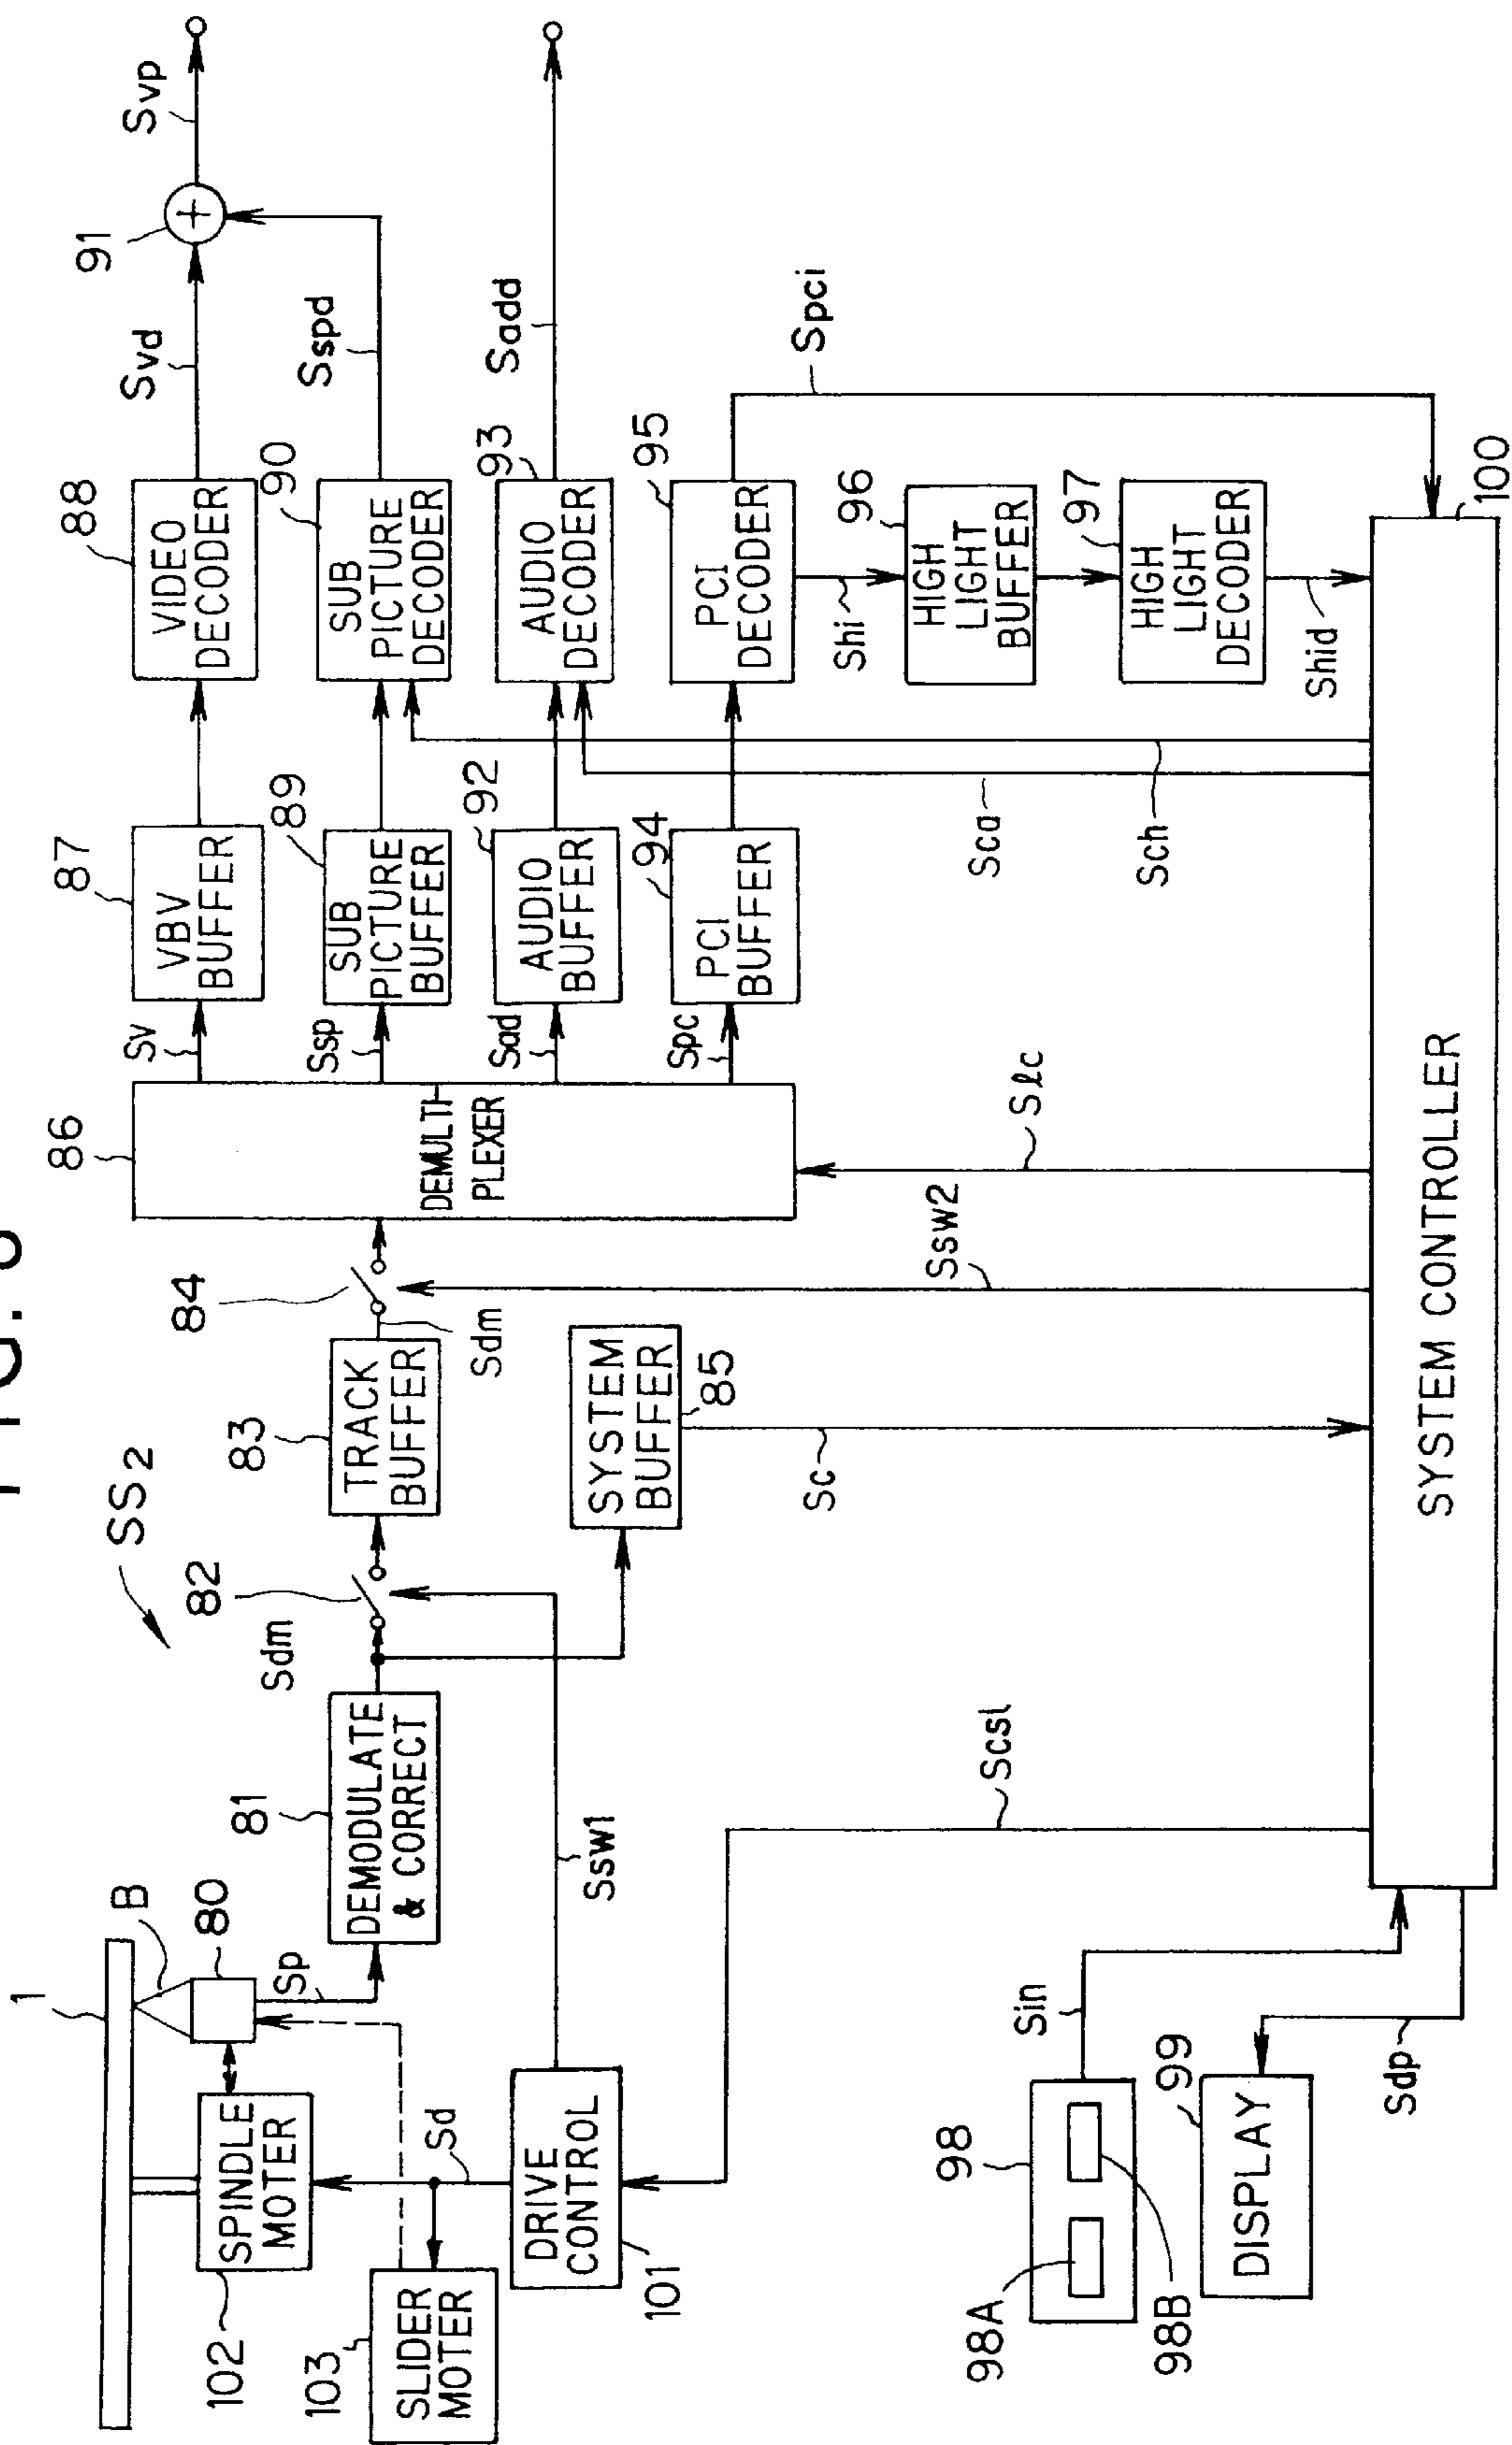 FIG.
SS2
1
B
80
Sp
SPINDLE
MOTER
102
SLIDER
MOTER
103
Sd
DRIVE
CONTROL
101
81
DEMODULATE
& CORRECT
Sdm
82
Ssw1
83
TRACK
BUFFER
84
Sdm
SYSTEM
BUFFER
85
Sc
Ssw2
86
DEMULTI-
PLEXER
Slc
Sv
87
VBV
BUFFER
88
VIDEO
DECODER
Svd
91
+
Svp
Ssp
89
SUB
PICTURE
BUFFER
90
SUB
PICTURE
DECODER
Sspd
Sad
92
AUDIO
BUFFER
93
AUDIO
DECODER
Sadd
Spc
94
PCI
BUFFER
95
PCI
DECODER
Spci
Shi
96
HIGH
LIGHT
BUFFER
97
HIGH
LIGHT
DECODER
Shid
Sca
Sch
Scsl
98
98A
98B
Sin
99
DISPLAY
Sdp
SYSTEM CONTROLLER
100